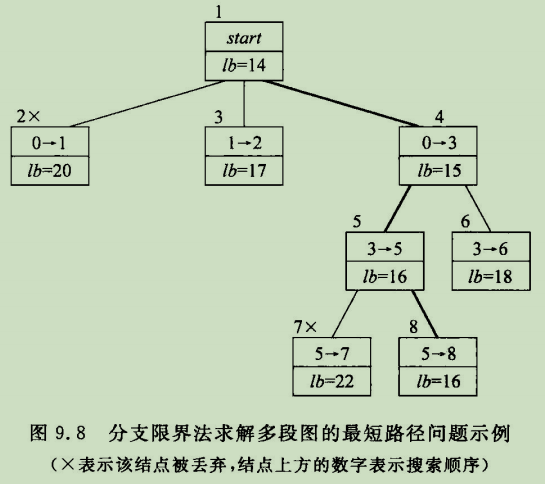 1
start
lb=14
2×
0→1
lb=20
3
1→2
lb=17
4
0→3
lb=15
5
3→5
lb=16
6
3→6
lb=18
7×
5→7
lb=22
8
5→8
lb=16
图 9.8 分支限界法求解多段图的最短路径问题示例
(×表示该结点被丢弃,结点上方的数字表示搜索顺序)